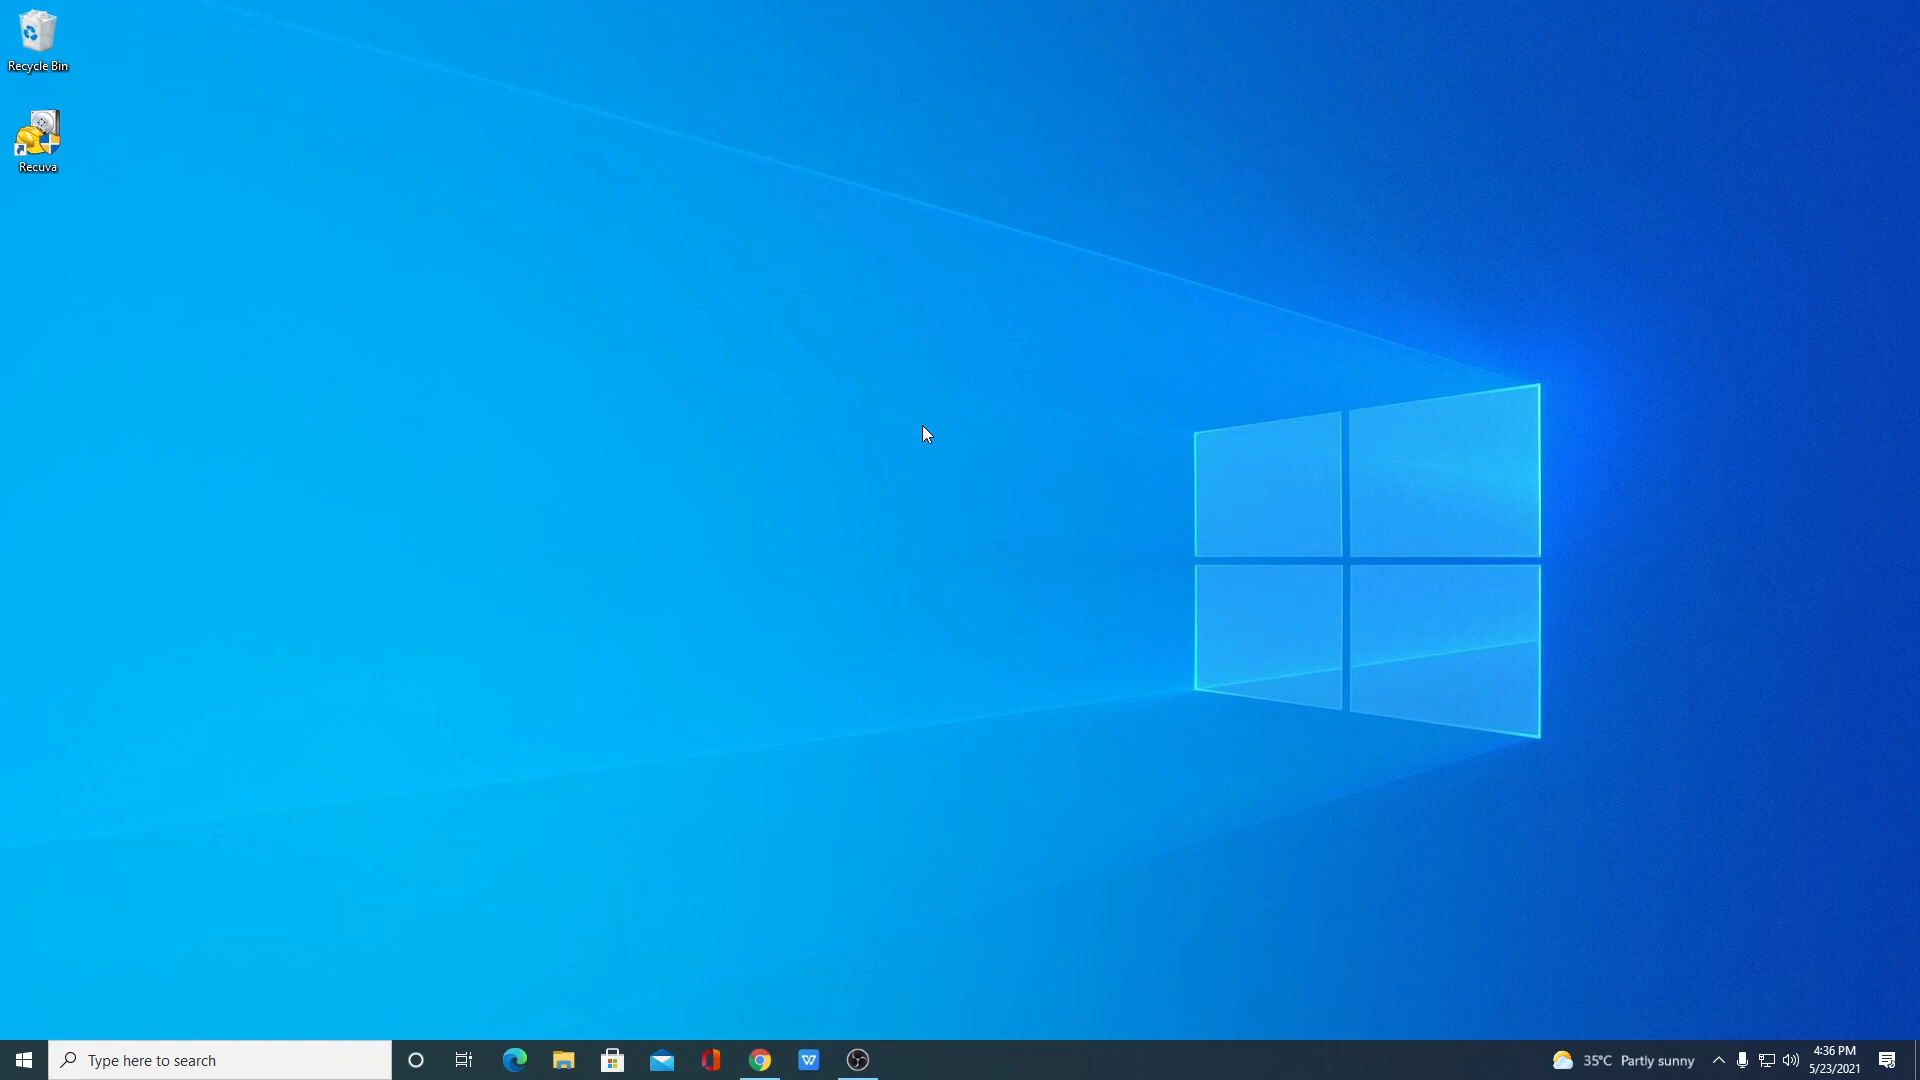 Recycle Bin
Recuva
Type here to search
35°C Partly sunny
4:36 PM
5/23/2021